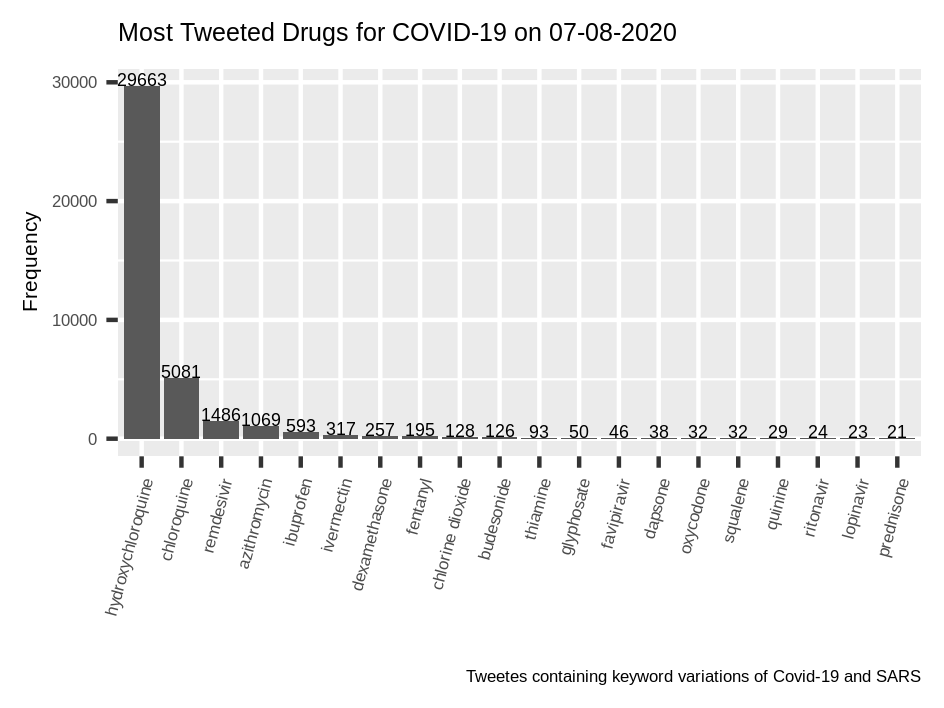 Most Tweeted Drugs for COVID-19 on 07-08-2020
Frequency
30000
20000
10000
0
29663
5081
1486
1069
593
317
257
195
128
126
93
50
46
38
32
32
29
24
23
21
hydroxychloroquine
chloroquine
remdesivir
azithromycin
ibuprofen
ivermectin
dexamethasone
fentanyl
chlorine dioxide
budesonide
thiamine
glyphosate
favipiravir
dapsone
oxycodone
squalene
quinine
ritonavir
lopinavir
prednisone
Tweetes containing keyword variations of Covid-19 and SARS